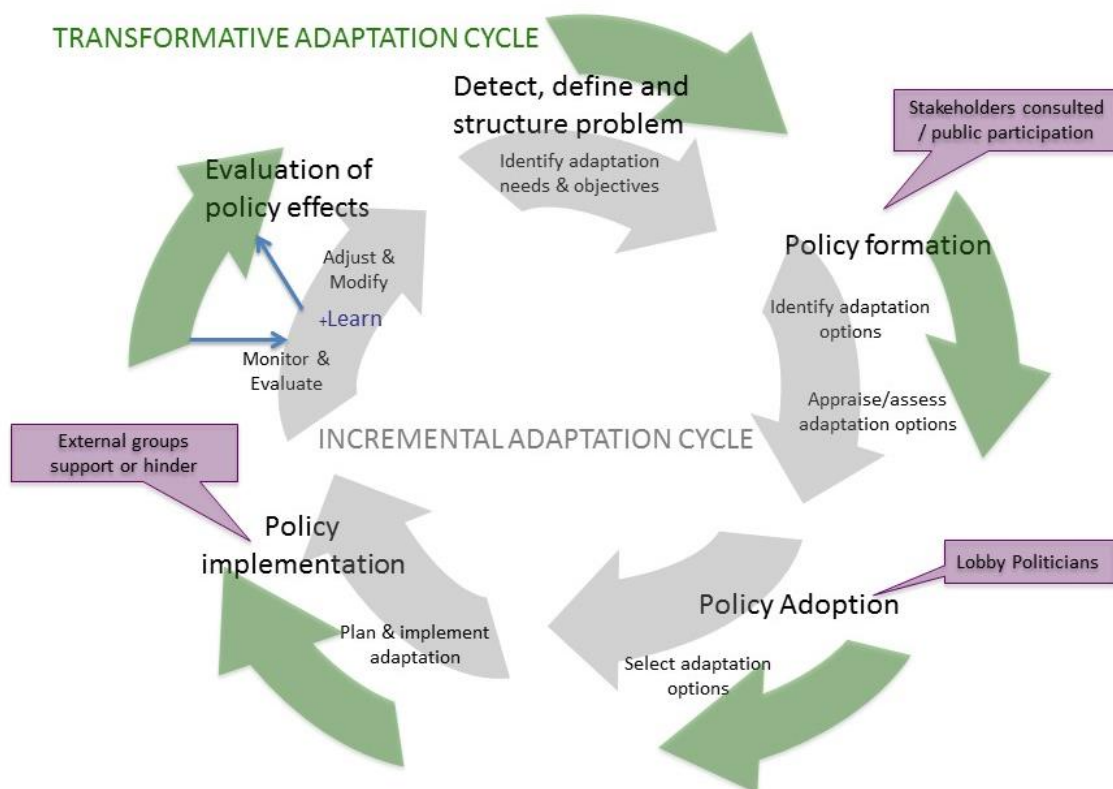 TRANSFORMATIVE ADAPTATION CYCLE
Detect, define and
structure problem
Identify adaptation
needs & objectives
Stakeholders consulted
/ public participation
Policy formation
Identify adaptation
options
Appraise/assess
adaptation options
Lobby Politicians
Policy Adoption
Select adaptation
options
Policy
implementation
Plan & implement
adaptation
External groups
support or hinder
Evaluation of
policy effects
Adjust &
Modify
+Learn
Monitor &
Evaluate
INCREMENTAL ADAPTATION CYCLE